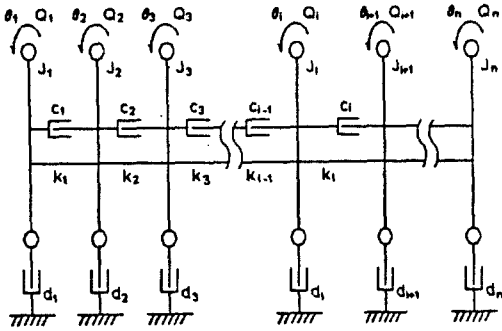 θ1 Q1 θ2 Q2 θ3 Q3 θi Qi θi+1 Qi+1 θn Qn
J1 J2 J3 Ji Ji+1 Jn
c1 c2 c3 ci-1 ci
k1 k2 k3 ki-1 ki
d1 d2 d3 di di+1 dn